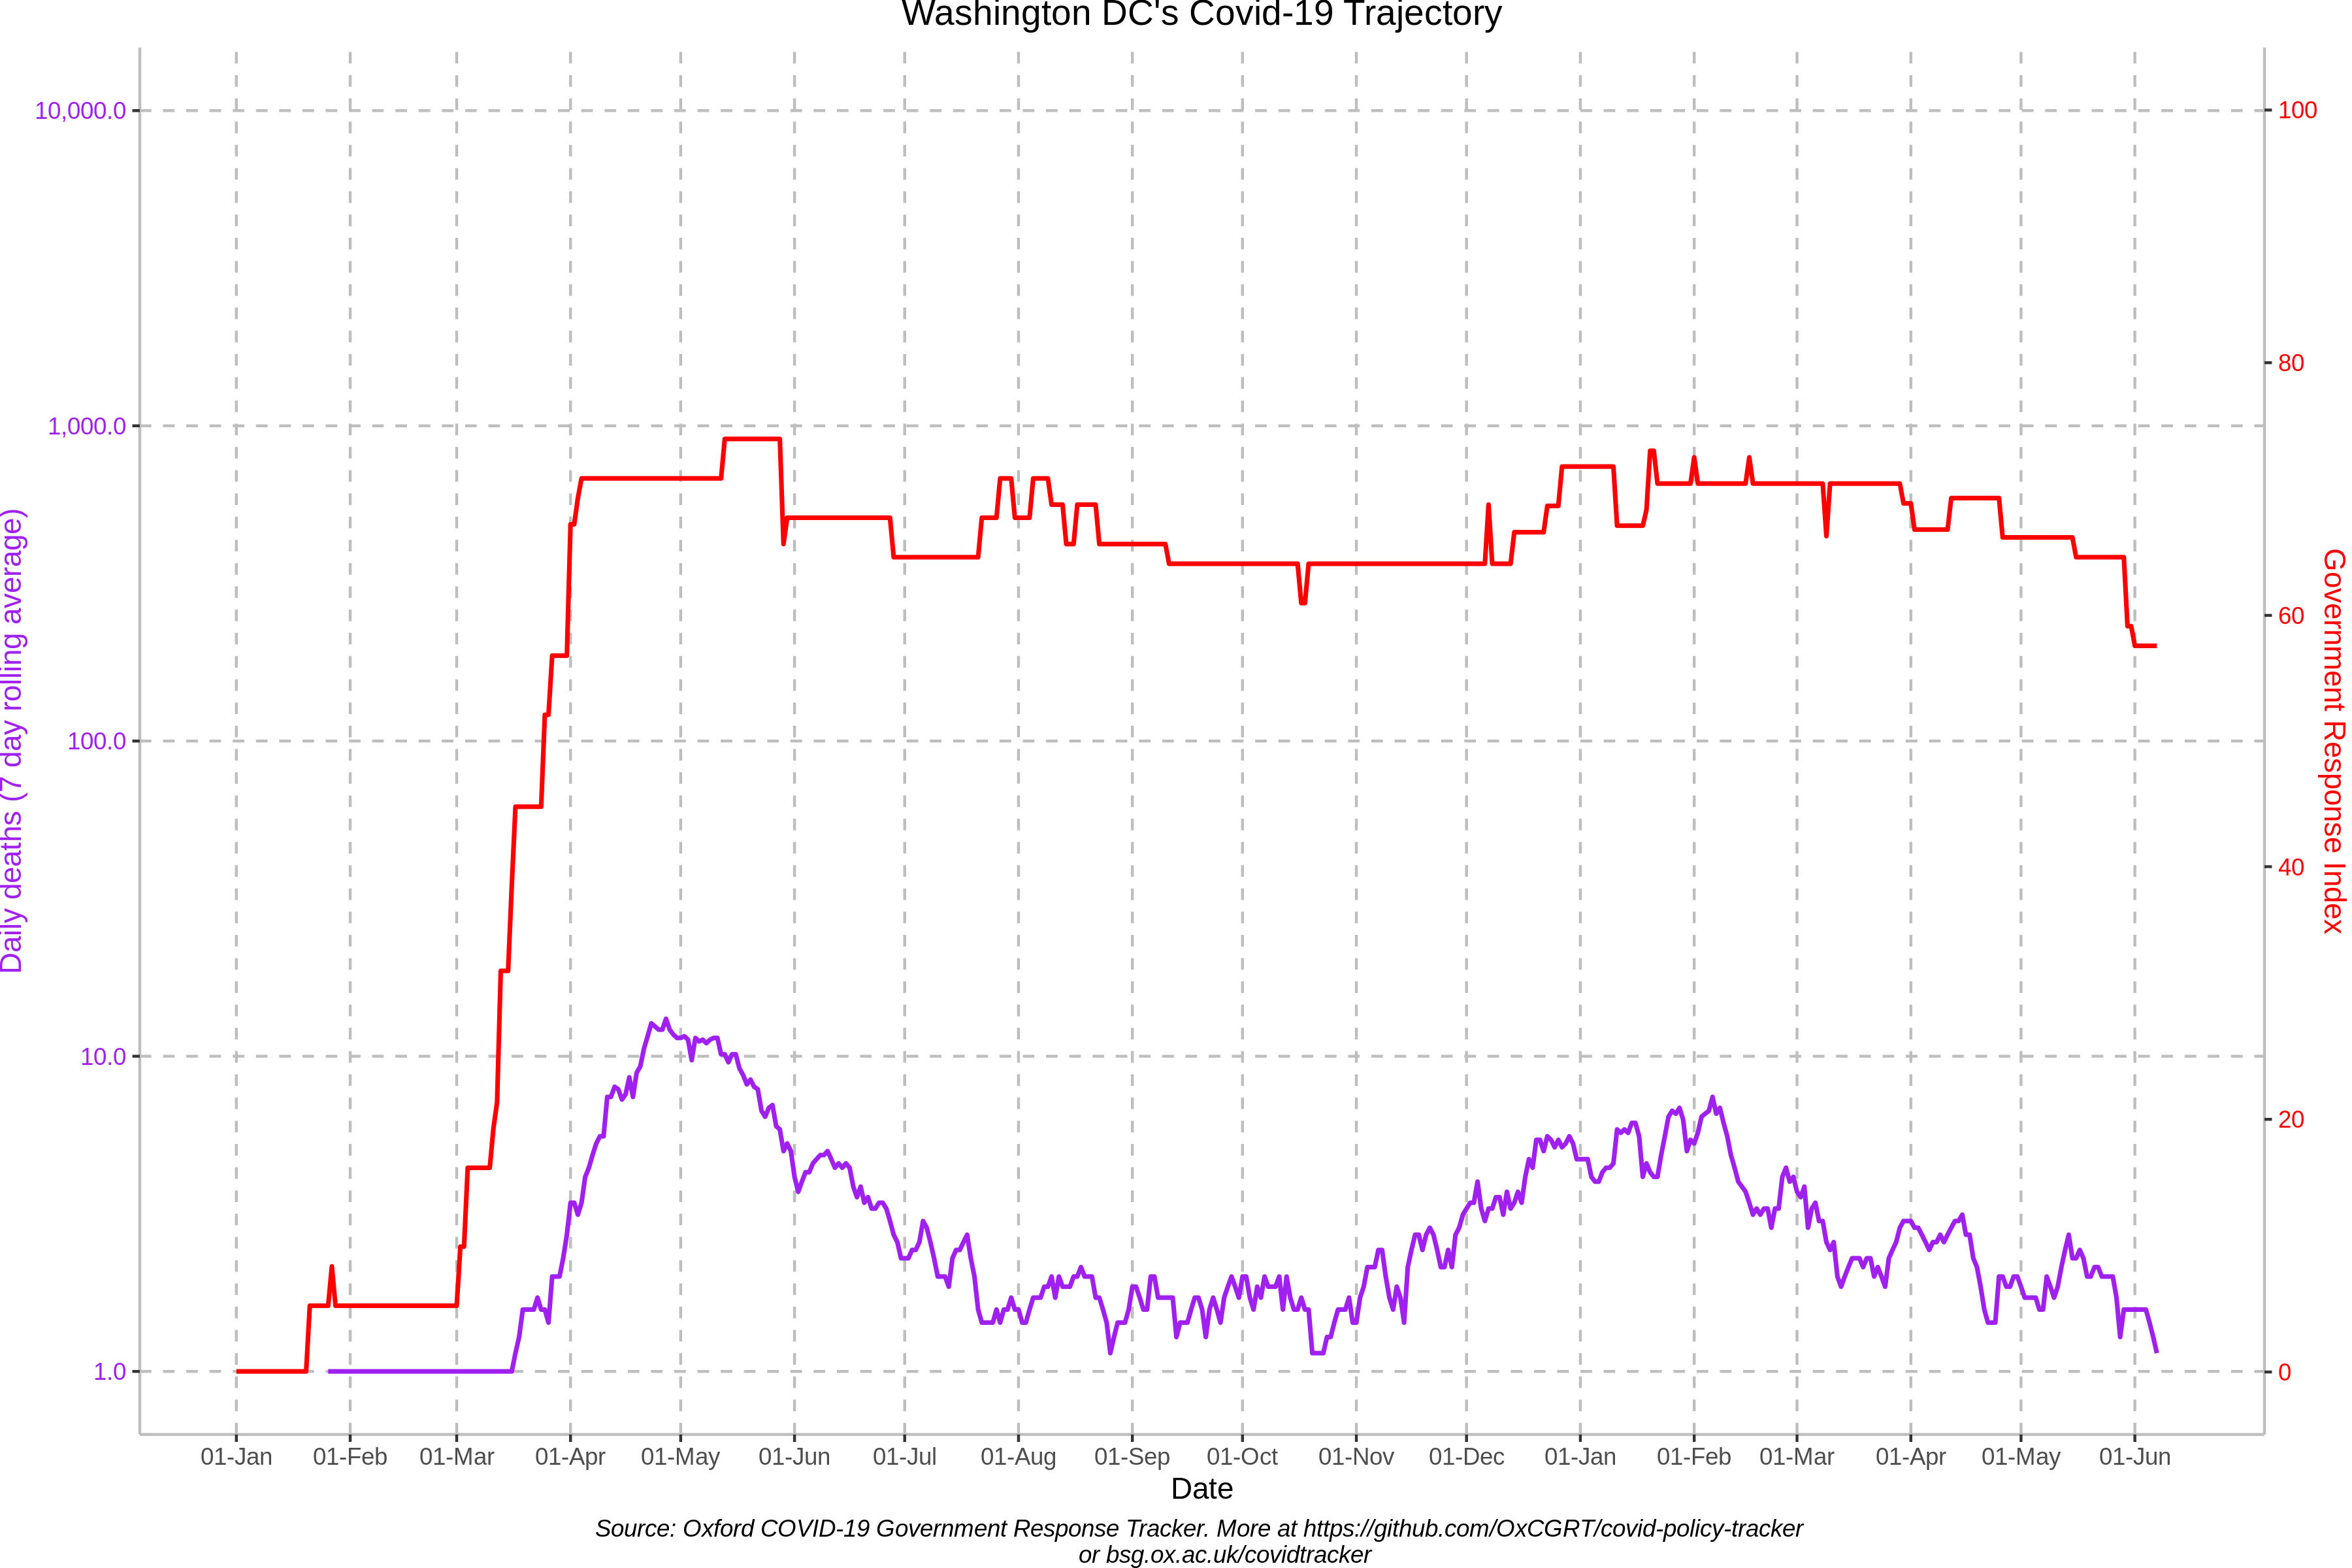 Washington DC's Covid-19 Trajectory
10,000.0
1,000.0
100.0
10.0
1.0
Daily deaths (7 day rolling average)
100
80
60
40
20
0
Government Response Index
01-Jan 01-Feb 01-Mar 01-Apr 01-May 01-Jun 01-Jul 01-Aug 01-Sep 01-Oct 01-Nov 01-Dec 01-Jan 01-Feb 01-Mar 01-Apr 01-May 01-Jun
Date
Source: Oxford COVID-19 Government Response Tracker. More at https://github.com/OxCGRT/covid-policy-tracker
or bsg.ox.ac.uk/covidtracker